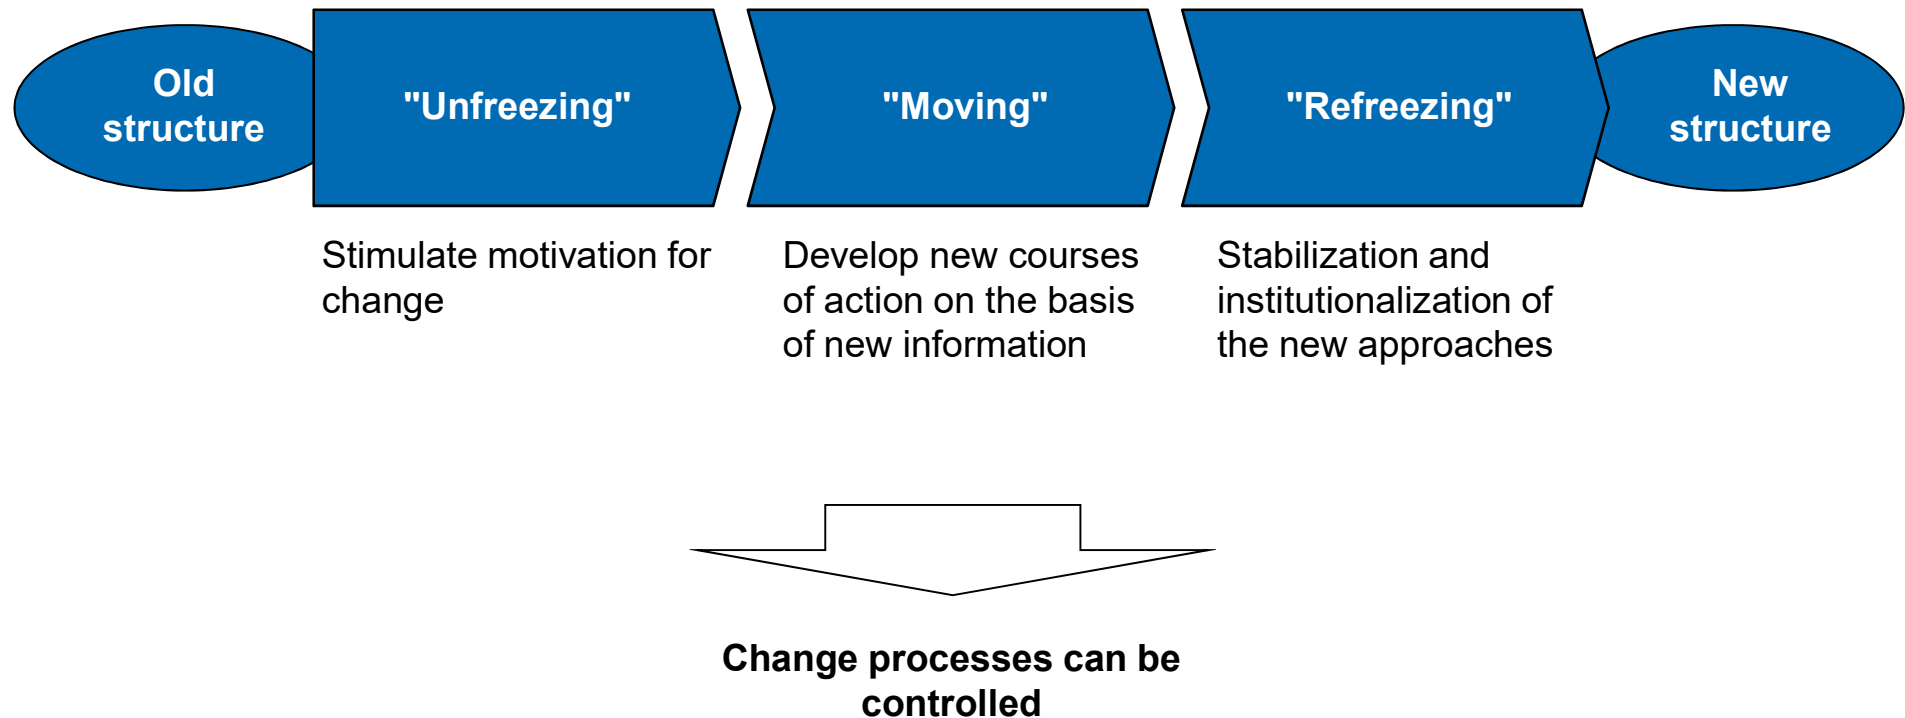 Old
structure
"Unfreezing"
"Moving"
"Refreezing"
New
structure
Stimulate motivation for
change
Develop new courses
of action on the basis
of new information
Stabilization and
institutionalization of
the new approaches
Change processes can be
controlled